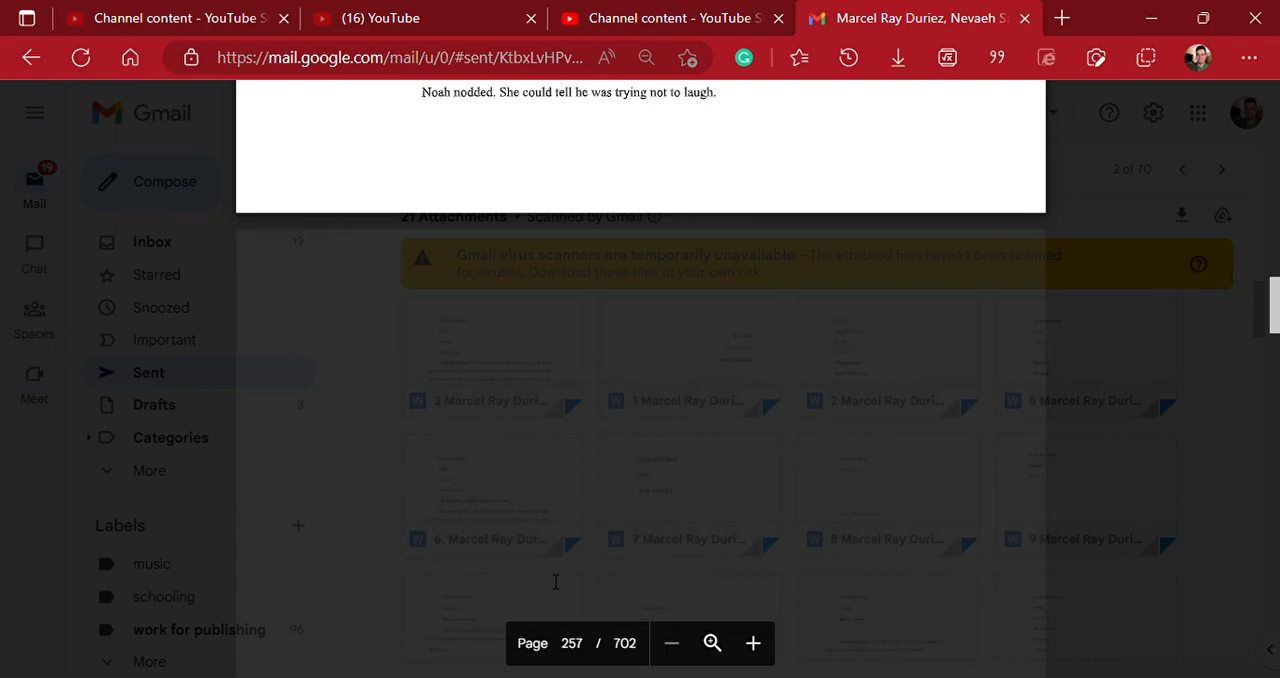 Channel content - YouTube S
(16) YouTube
Channel content - YouTube S
Marcel Ray Duriez, Nevaeh S
https://mail.google.com/mail/u/0/#sent/KtbxLvHPv...
Noah nodded. She could tell he was trying not to laugh.
Gmail
19
Mail
Compose
2 of 70
21 Attachments • Scanned by Gmail
Inbox 19
Chat
Gmail virus scanners are temporarily unavailable - The attached files haven't been scanned
for viruses. Download these files at your own risk.
Starred
Snoozed
Spaces
Important
Sent
Meet
Drafts 3
3 Marcel Ray Duri...
1 Marcel Ray Duri...
2 Marcel Ray Duri...
5 Marcel Ray Duri...
Categories
More
Labels
6. Marcel Ray Dur...
7 Marcel Ray Duri...
8 Marcel Ray Duri...
9 Marcel Ray Duri...
music
schooling
work for publishing 96
More
Page 257 / 702